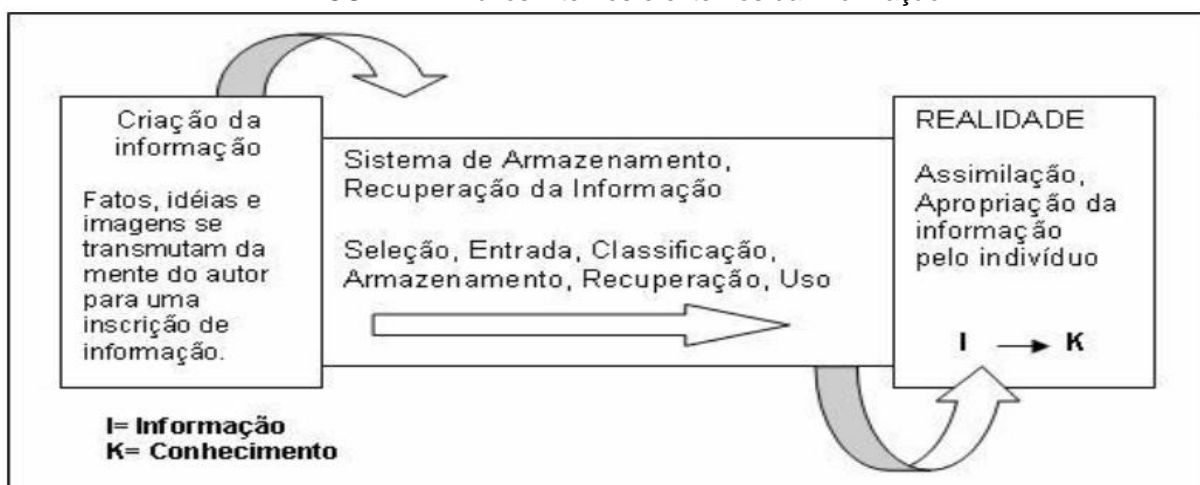 Criação da
informação
Fatos, idéias e
imagens se
transmutam da
mente do autor
para uma
inscrição de
informação.
Sistema de Armazenamento,
Recuperação da Informação
Seleção, Entrada, Classificação,
Armazenamento, Recuperação, Uso
REALIDADE
Assimilação,
Apropriação da
informação
pelo indivíduo
I → K
I= Informação
K= Conhecimento